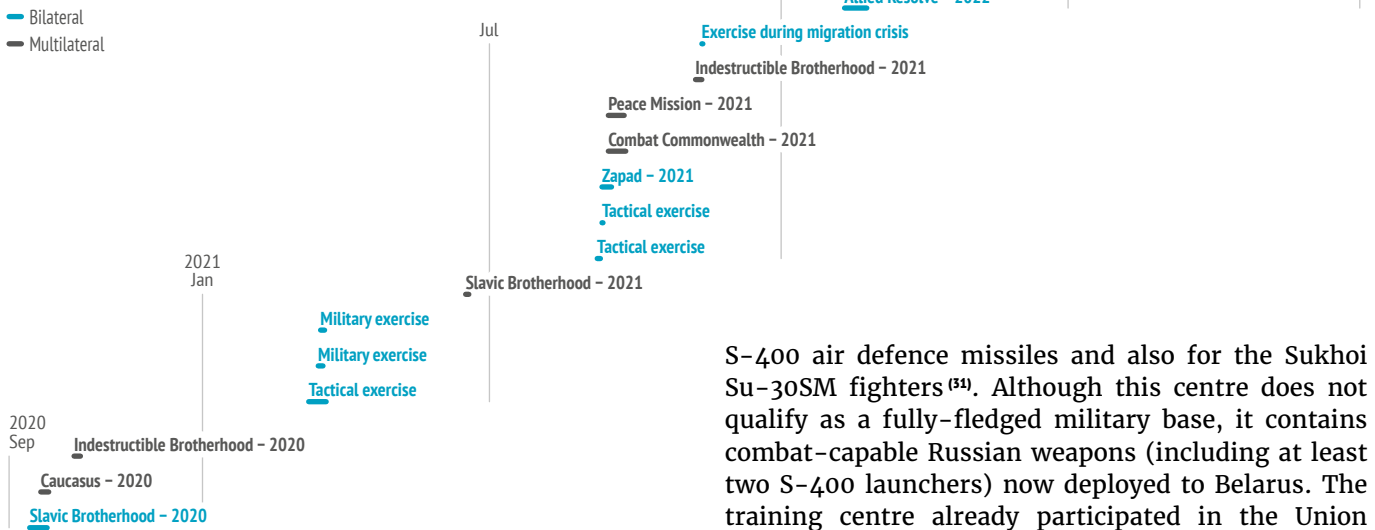 Allied Resolve – 2022
Bilateral
Multilateral
Jul
Exercise during migration crisis
Indestructible Brotherhood – 2021
Peace Mission – 2021
Combat Commonwealth – 2021
Zapad – 2021
Tactical exercise
Tactical exercise
2021
Jan
Slavic Brotherhood – 2021
Military exercise
Military exercise
Tactical exercise
2020
Sep
Indestructible Brotherhood – 2020
Caucasus – 2020
Slavic Brotherhood – 2020
S-400 air defence missiles and also for the Sukhoi
Su-30SM fighters (31). Although this centre does not
qualify as a fully-fledged military base, it contains
combat-capable Russian weapons (including at least
two S-400 launchers) now deployed to Belarus. The
training centre already participated in the Union